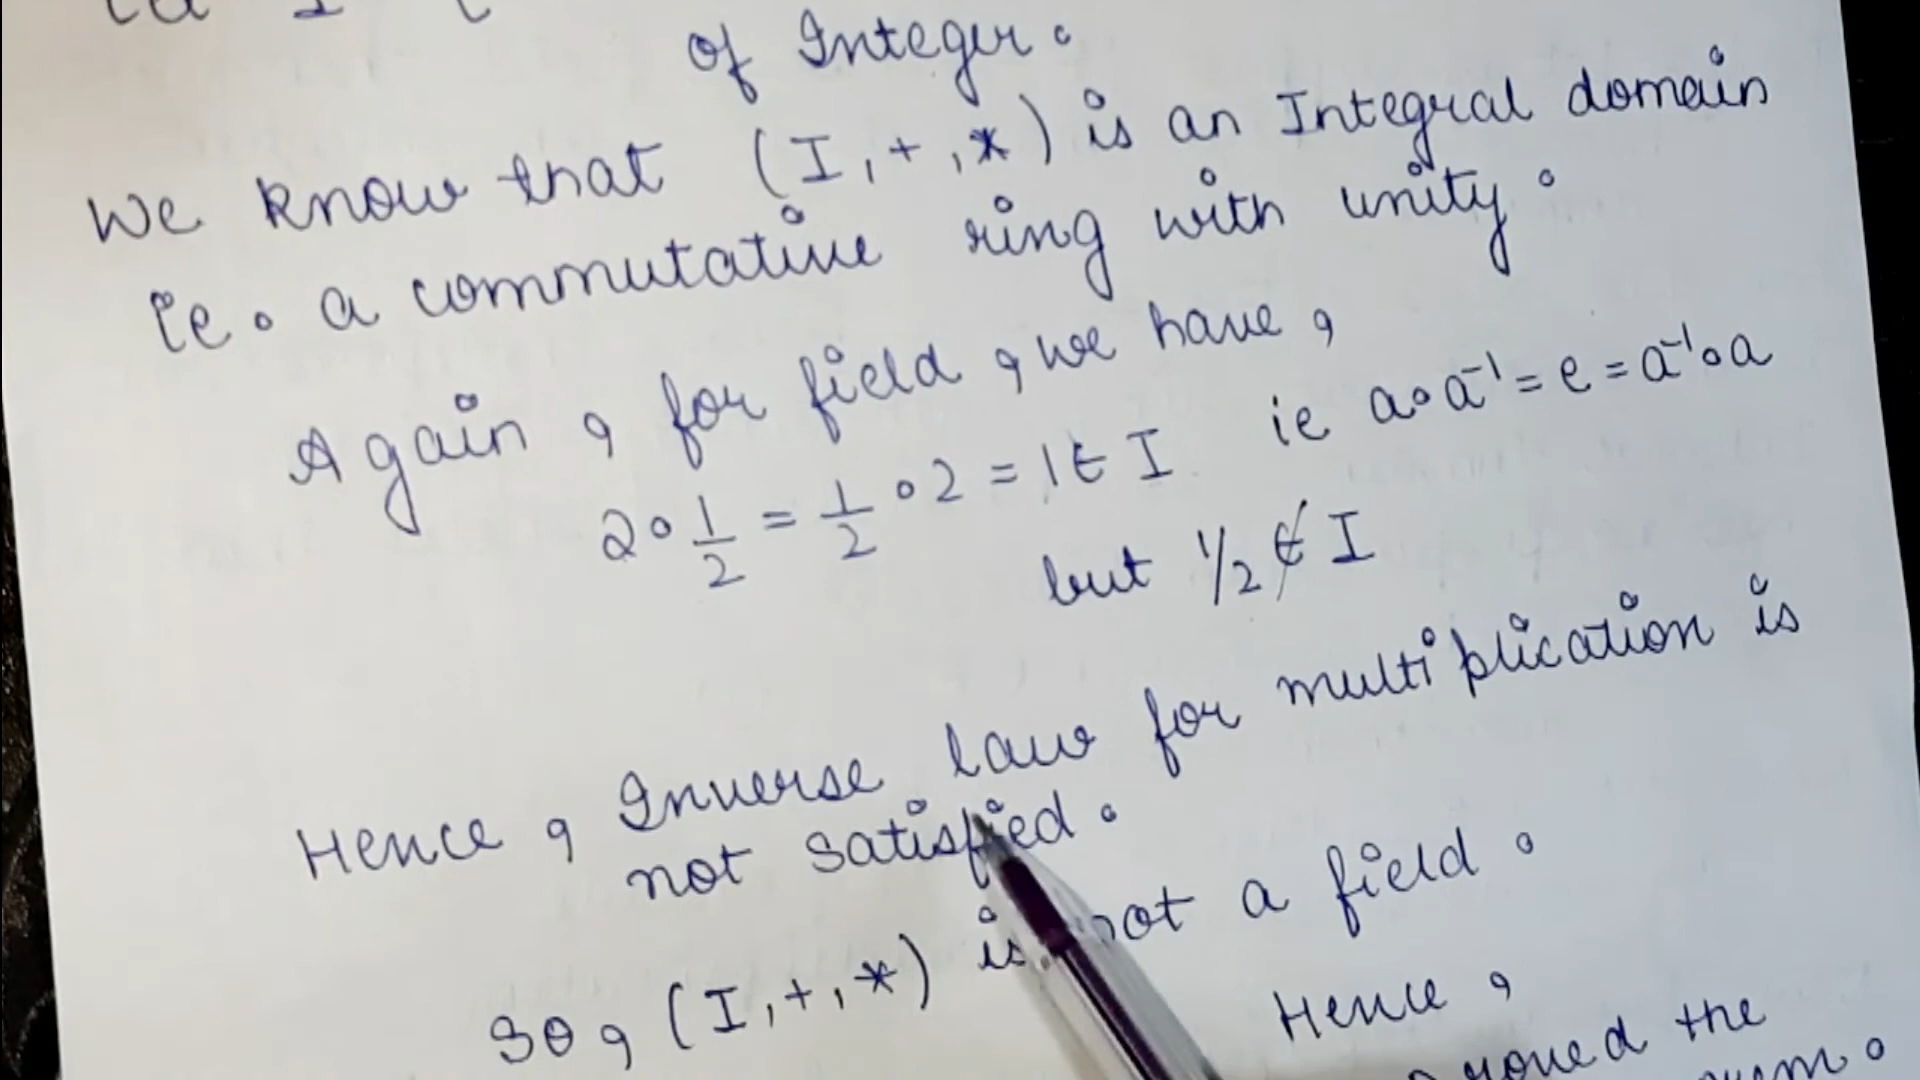 of Integer.
We know that (I, +, *) is an Integral domain
ie. a commutative ring with unity.
Again, for field, we have,
ie a∘a⁻¹ = e = a⁻¹∘a
2∘1/2 = 1/2∘2 = 1 ∈ I
but 1/2 ∉ I
Hence, Inverse law for multiplication is
not satisfied.
So, (I, +, *) is not a field.
Hence,
the